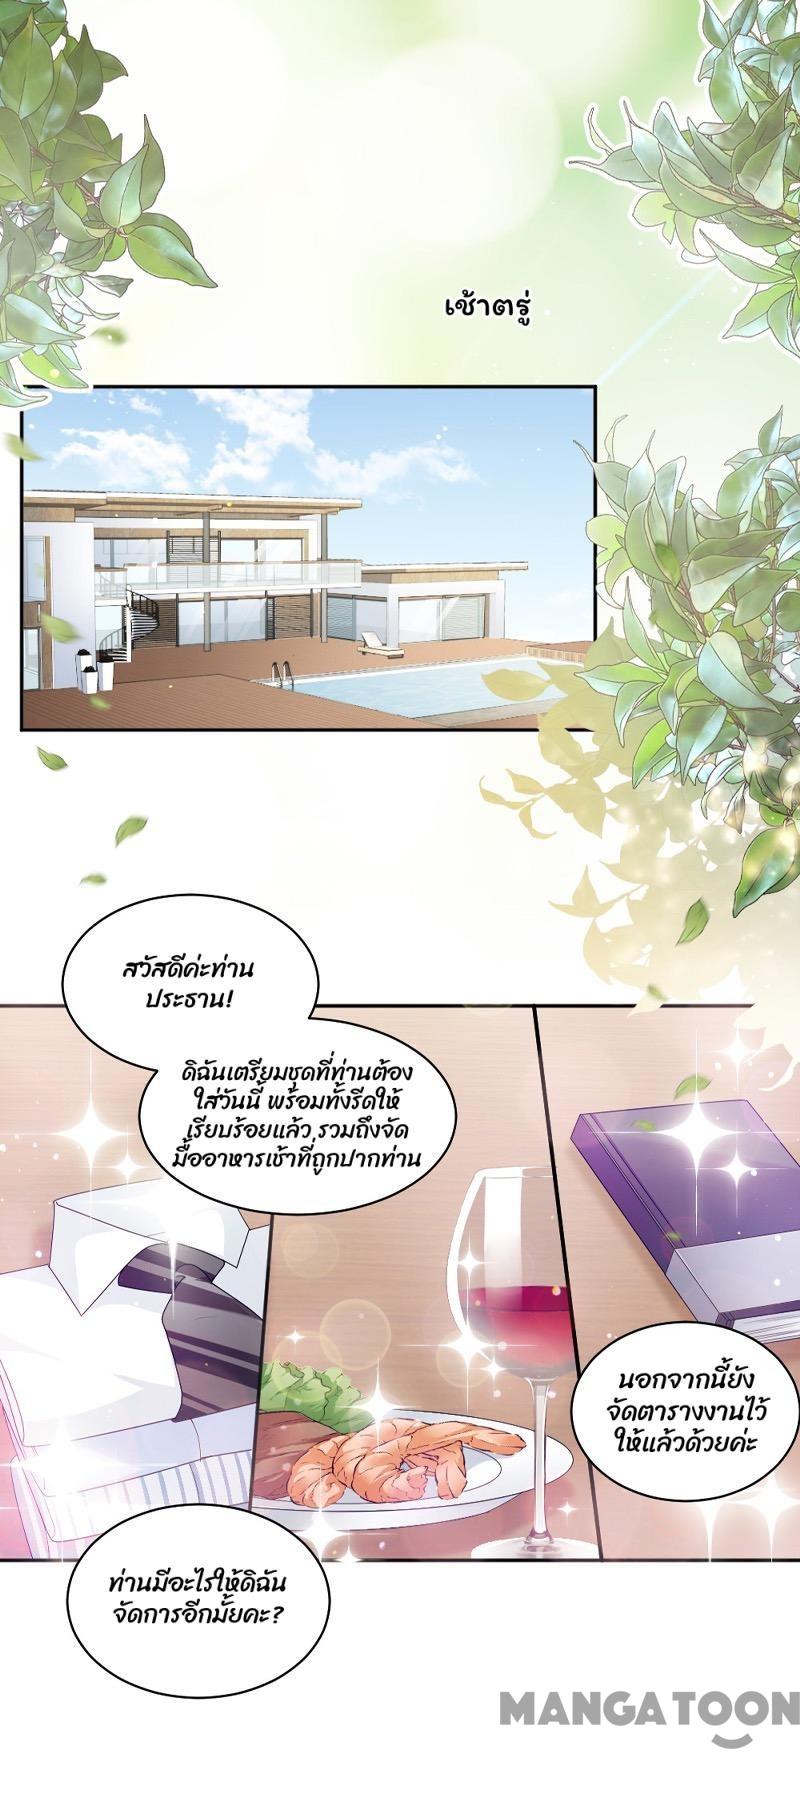 เช้าตรู่
สวัสดีค่ะท่าน
ประธาน!
ดิฉันเตรียมชุดที่ท่านต้อง
ใส่วันนี้ พร้อมทั้งรีดให้
เรียบร้อยแล้ว รวมถึงจัด
มื้ออาหารเช้าที่ถูกปากท่าน
นอกจากนี้ยัง
จัดตารางงานไว้
ให้แล้วด้วยค่ะ
ท่านมีอะไรให้ดิฉัน
จัดการอีกมั้ยคะ?
MANGATOON